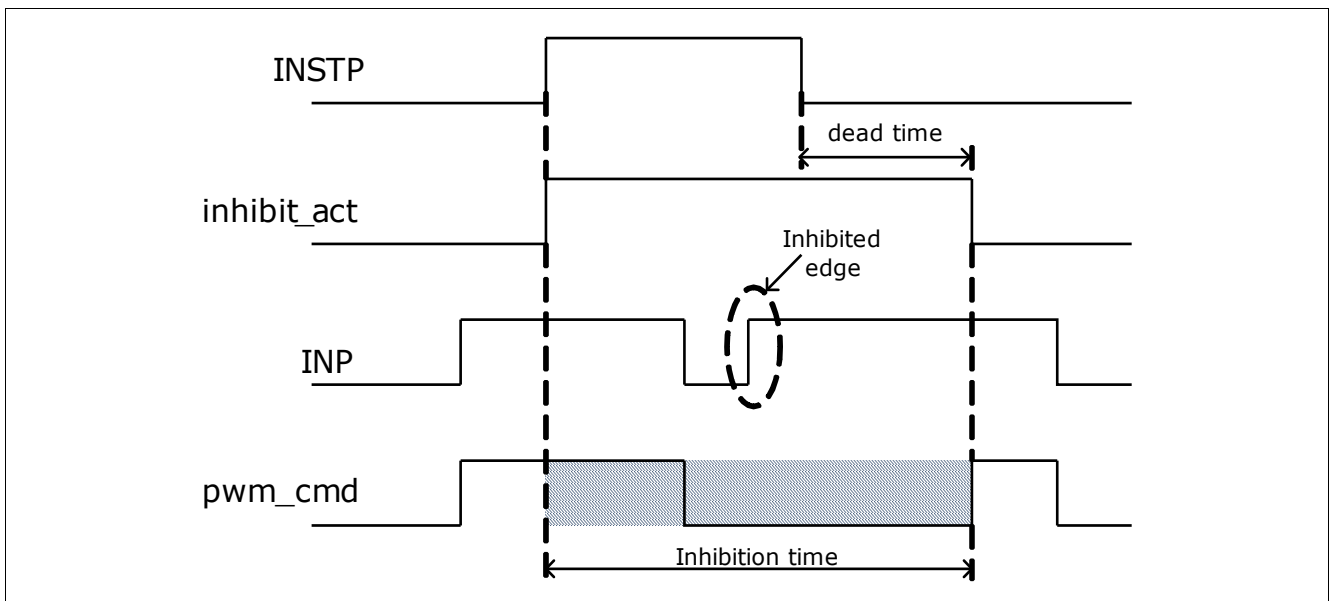 INSTP
dead time
inhibit_act
Inhibited
edge
INP
pwm_cmd
Inhibition time